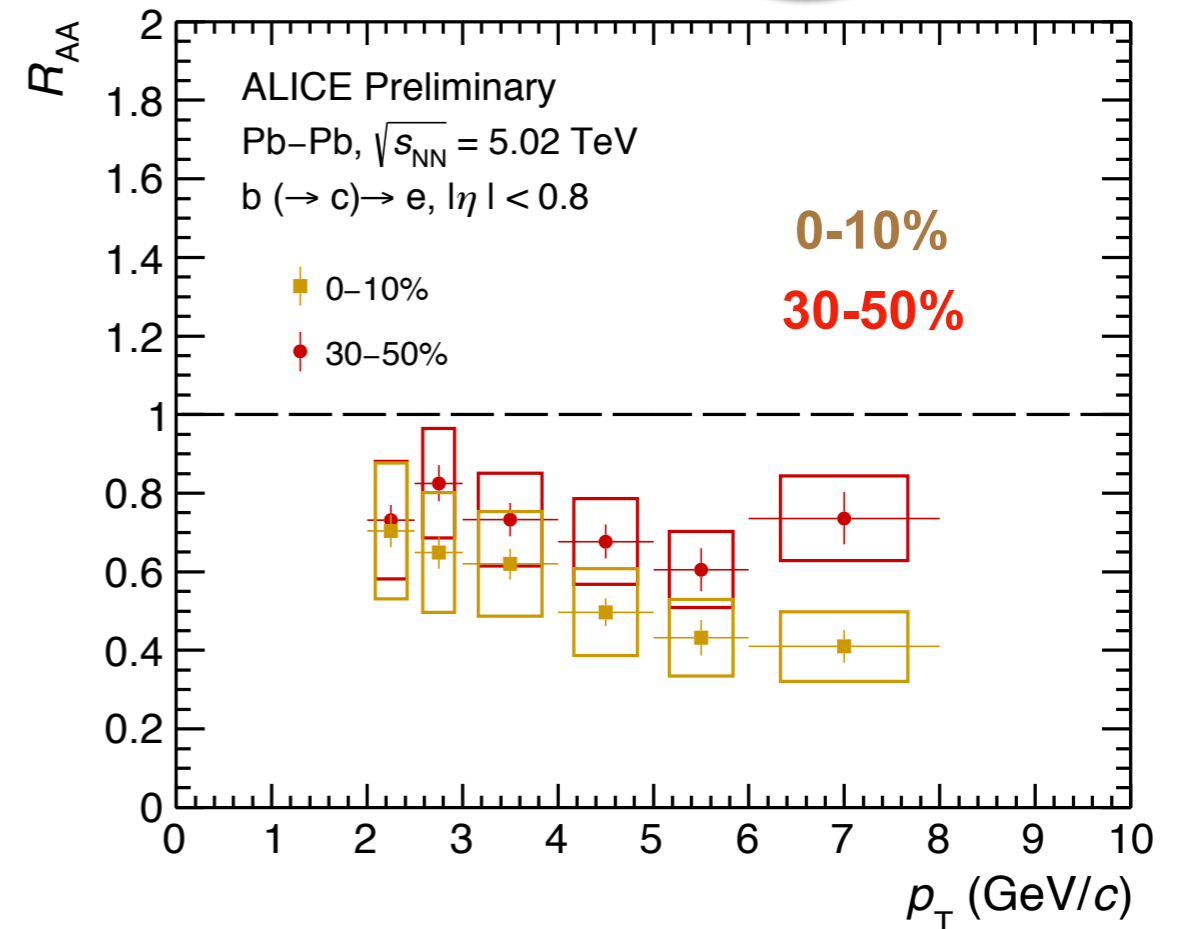 R_AA
2
1.8
1.6
1.4
1.2
1
0.8
0.6
0.4
0.2
0
ALICE Preliminary
Pb–Pb, √s_NN = 5.02 TeV
b (→ c)→ e, |η| < 0.8
0–10%
30–50%
0-10%
30-50%
0 1 2 3 4 5 6 7 8 9 10
p_T (GeV/c)